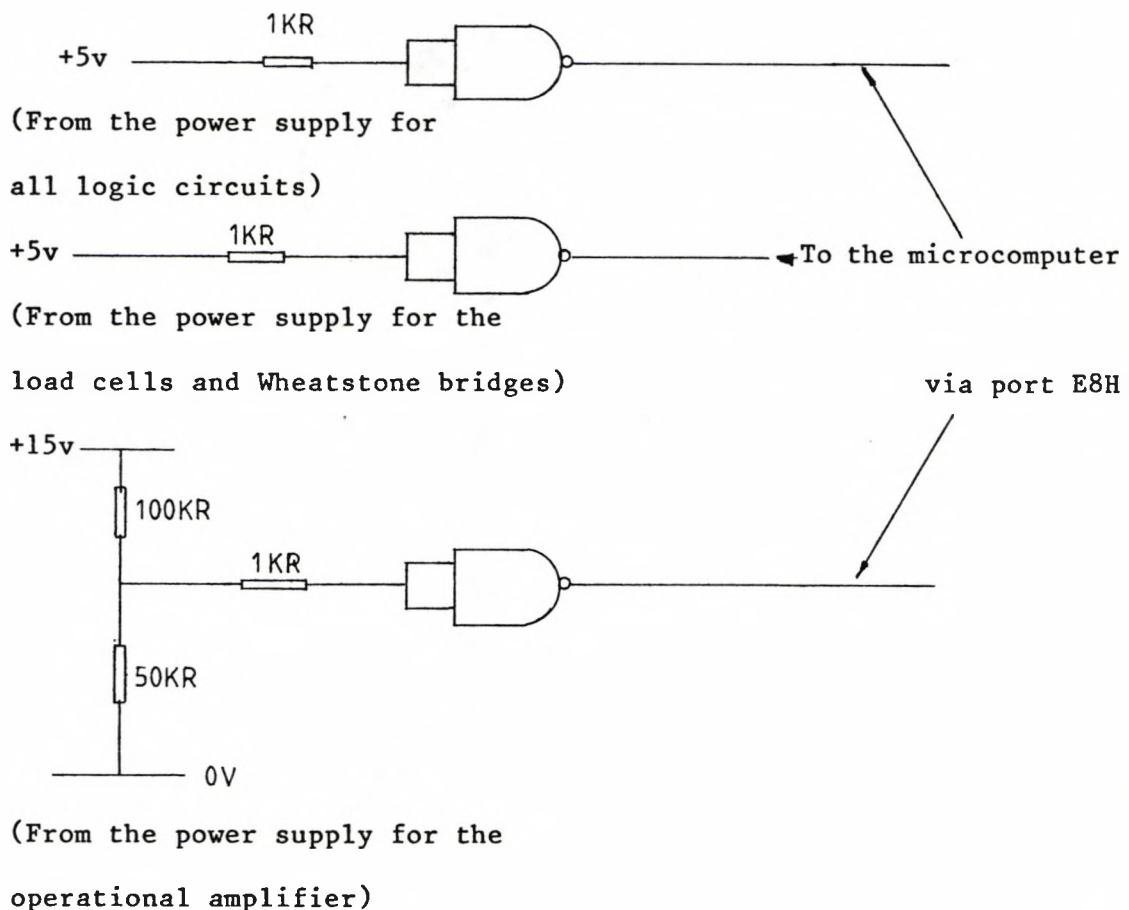 1KR
+5v
(From the power supply for
all logic circuits)
1KR
+5v
To the microcomputer
(From the power supply for the
load cells and Wheatstone bridges)
via port E8H
+15v
100KR
1KR
50KR
0V
(From the power supply for the
operational amplifier)